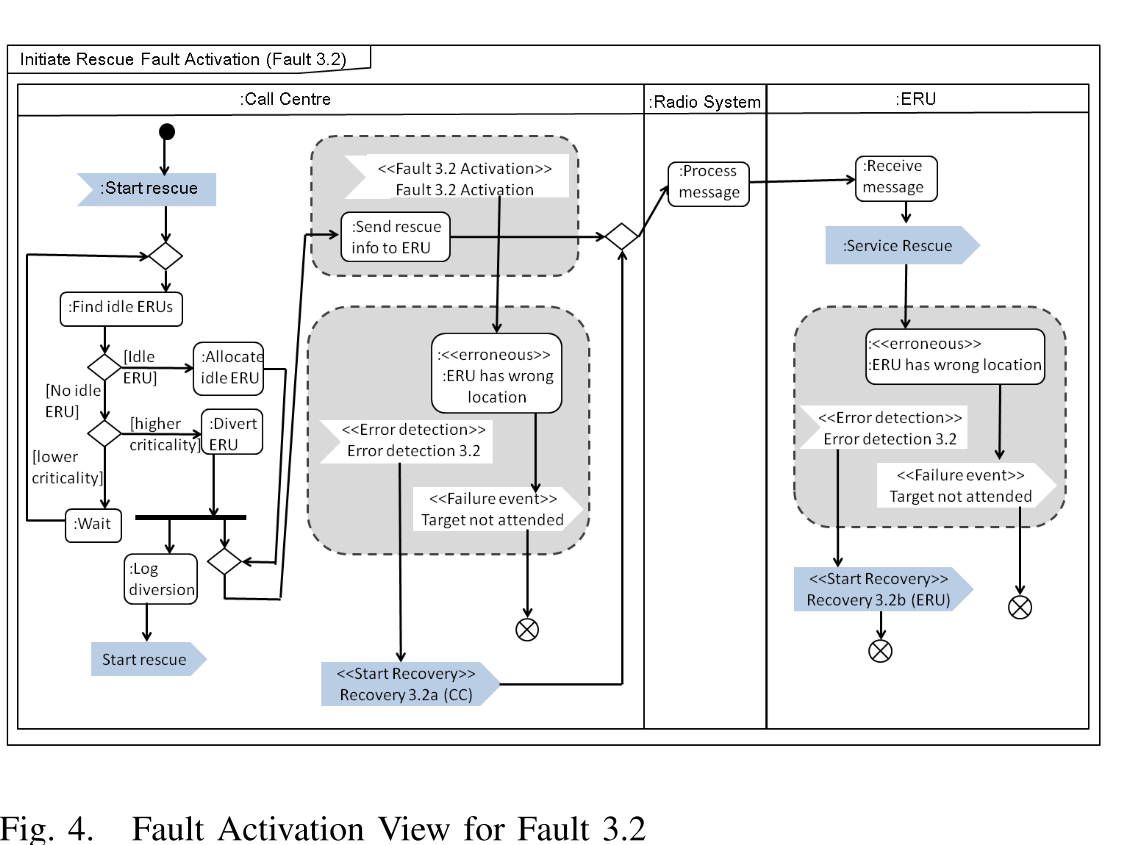 Initiate Rescue Fault Activation (Fault 3.2)
:Call Centre
:Radio System
:ERU
:Start rescue
:Find idle ERUs
[Idle
ERU]
:Allocate
idle ERU
[No idle
ERU]
[higher
criticality]
:Divert
ERU
[lower
criticality]
:Wait
:Log
diversion
Start rescue
<<Fault 3.2 Activation>>
Fault 3.2 Activation
:Send rescue
info to ERU
:<<erroneous>>
:ERU has wrong
location
<<Error detection>>
Error detection 3.2
<<Failure event>>
Target not attended
<<Start Recovery>>
Recovery 3.2a (CC)
:Process
message
:Receive
message
:Service Rescue
:<<erroneous>>
:ERU has wrong location
<<Error detection>>
Error detection 3.2
<<Failure event>>
Target not attended
<<Start Recovery>>
Recovery 3.2b (ERU)
Fig. 4. Fault Activation View for Fault 3.2